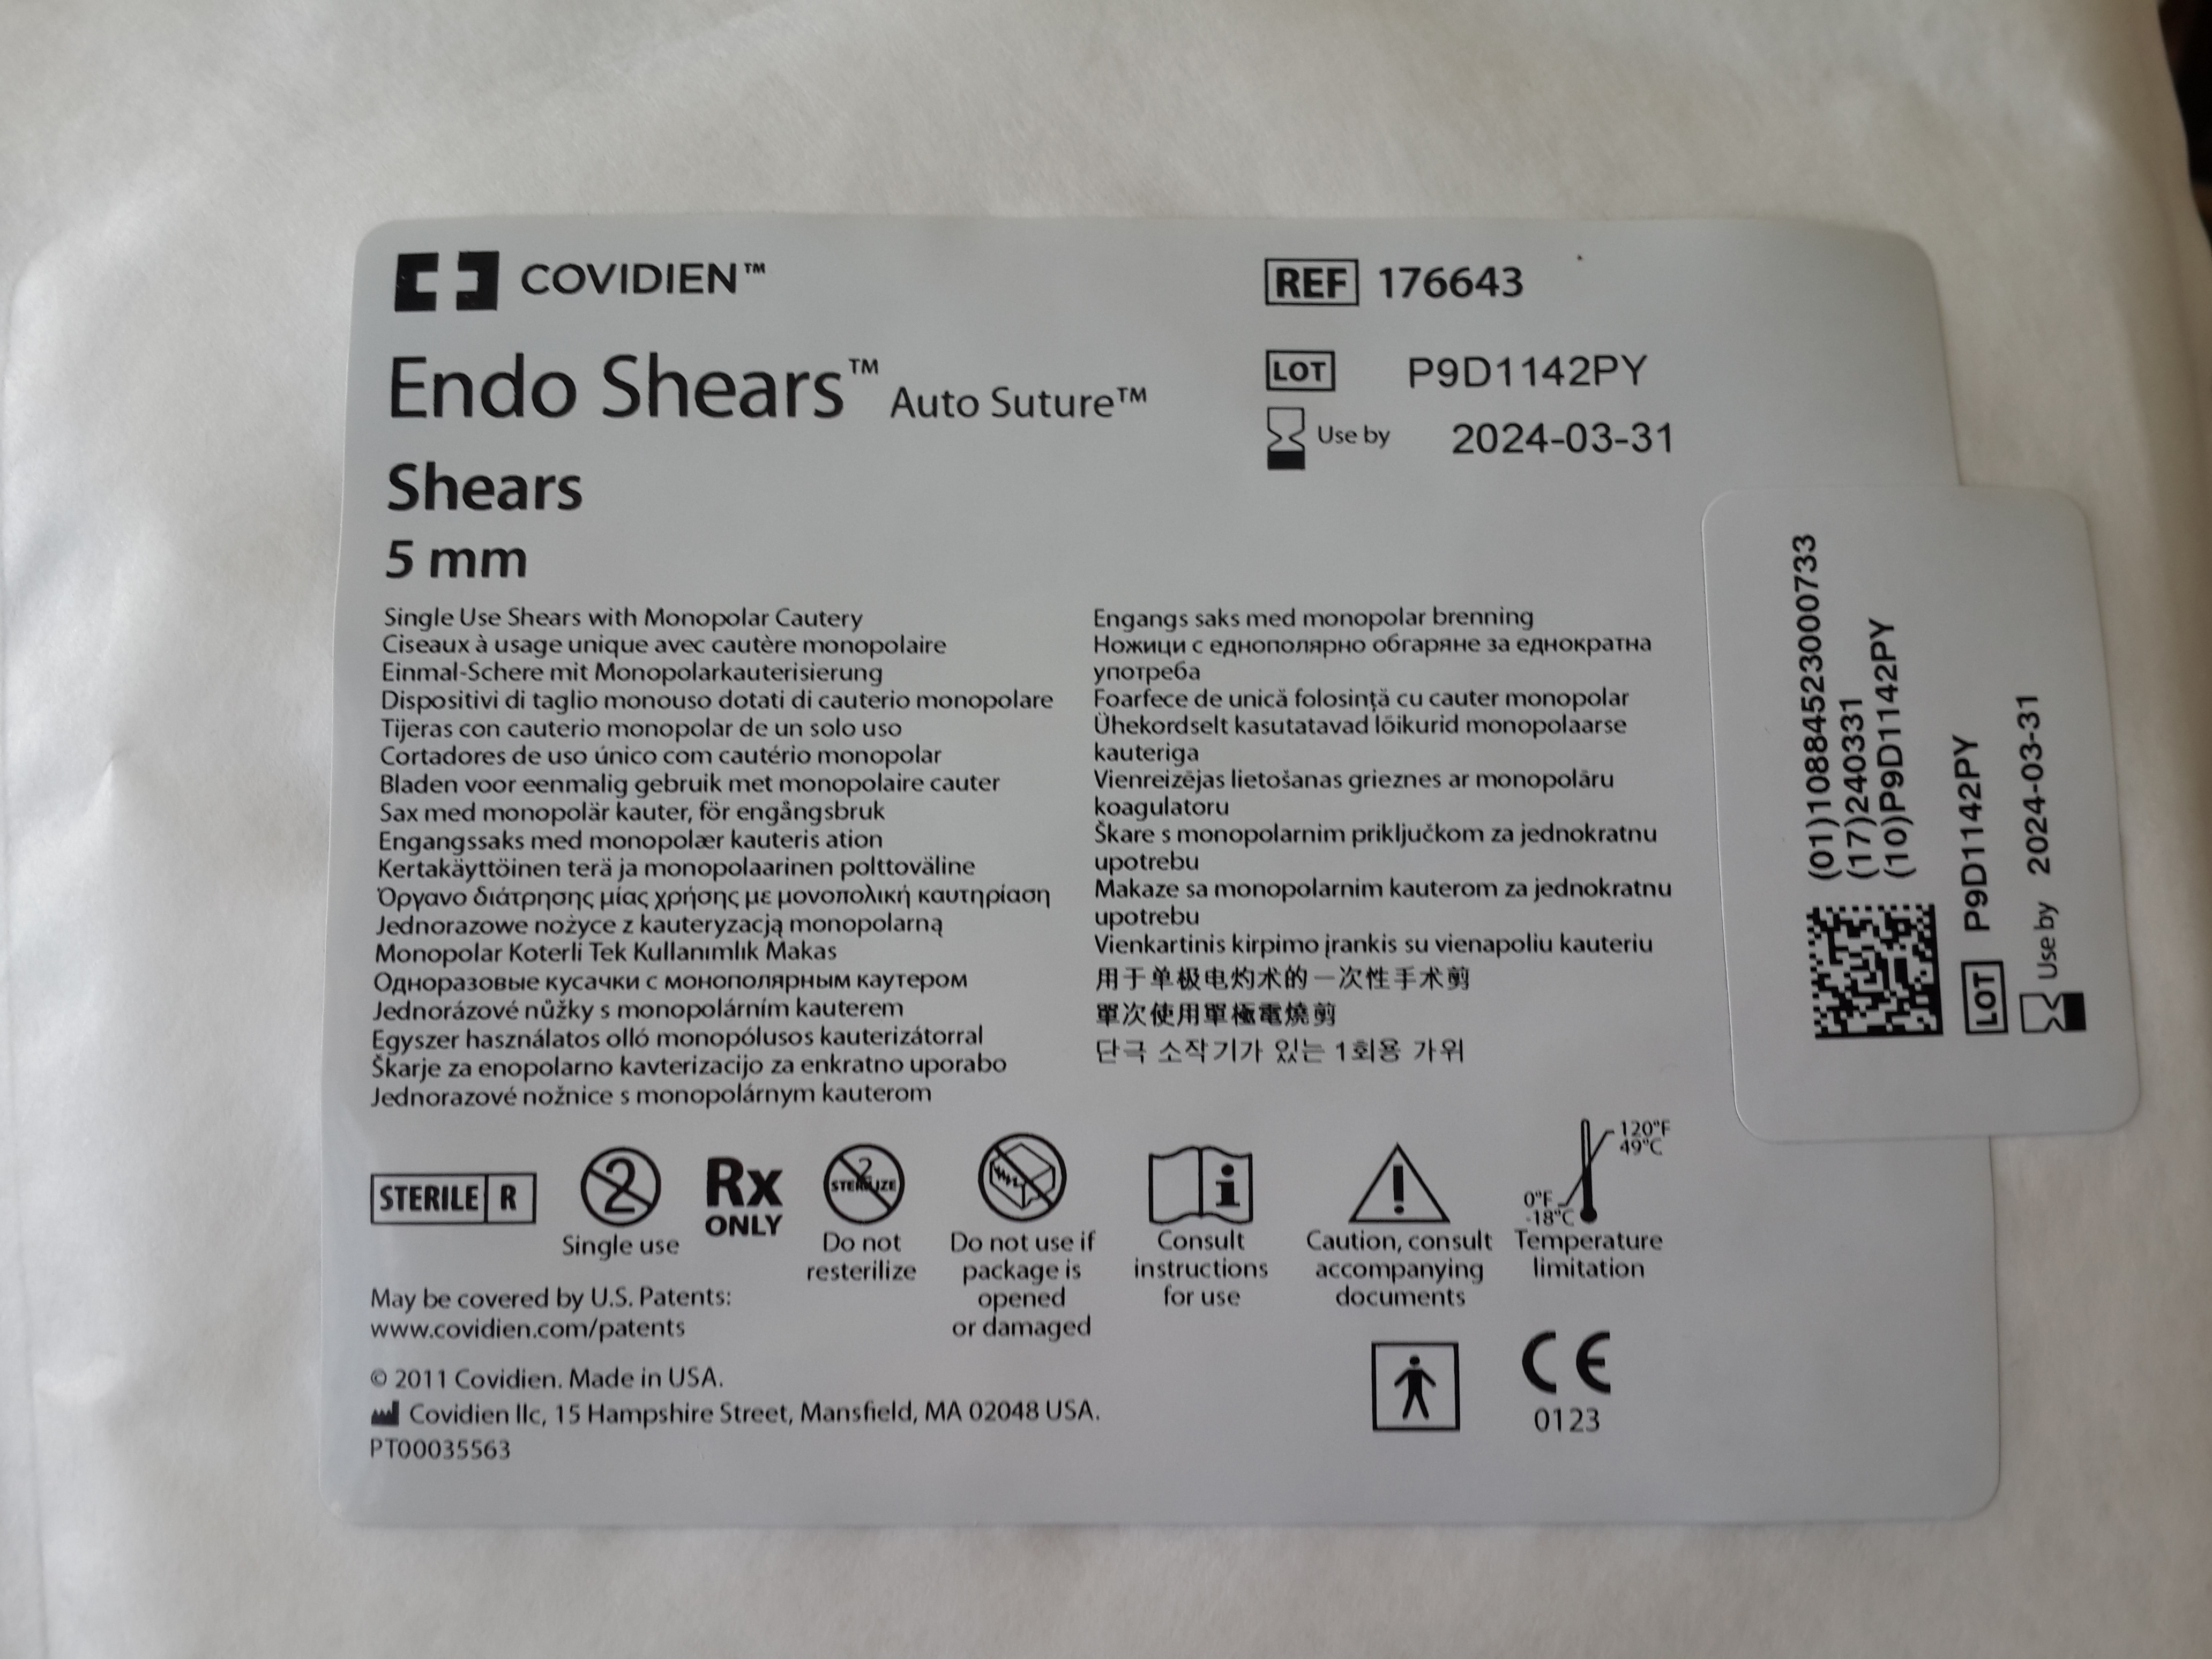 COVIDIEN™
Endo Shears™ Auto Suture™
Shears
5 mm
REF 176643
LOT P9D1142PY
Use by 2024-03-31
Single Use Shears with Monopolar Cautery
Ciseaux à usage unique avec cautère monopolaire
Einmal-Schere mit Monopolarkauterisierung
Dispositivi di taglio monouso dotati di cauterio monopolare
Tijeras con cauterio monopolar de un solo uso
Cortadores de uso único com cautério monopolar
Bladen voor eenmalig gebruik met monopolaire cauter
Sax med monopolär kauter, för engångsbruk
Engangssaks med monopolær kauteris ation
Kertakäyttöinen terä ja monopolaarinen polttoväline
Όργανο διάτρησης μίας χρήσης με μονοπολική καυτηρίαση
Jednorazowe nożyce z kauteryzacją monopolarną
Monopolar Koterli Tek Kullanımlık Makas
Одноразовые кусачки с монополярным каутером
Jednorázové nůžky s monopolárním kauterem
Egyszer használatos olló monopólusos kauterizátorral
Škarje za enopolarno kavterizacijo za enkratno uporabo
Jednorazové nožnice s monopolárnym kauterom
Engangs saks med monopolar brenning
Ножици с еднополярно обгаряне за еднократна
употреба
Foarfece de unică folosință cu cauter monopolar
Ühekordselt kasutatavad lõikurid monopolaarse
kauteriga
Vienreizējas lietošanas grieznes ar monopolāru
koagulatoru
Škare s monopolarnim priključkom za jednokratnu
upotrebu
Makaze sa monopolarnim kauterom za jednokratnu
upotrebu
Vienkartinis kirpimo įrankis su vienapoliu kauteriu
用于单极电灼术的一次性手术剪
單次使用單極電燒剪
단극 소작기가 있는 1회용 가위
STERILE R
2
Single use
Rx
ONLY
2
STERILIZE
Do not
resterilize
Do not use if
package is
opened
or damaged
Consult
instructions
for use
Caution, consult
accompanying
documents
120°F
49°C
0°F
-18°C
Temperature
limitation
May be covered by U.S. Patents:
www.covidien.com/patents
© 2011 Covidien. Made in USA.
Covidien llc, 15 Hampshire Street, Mansfield, MA 02048 USA.
PT00035563
CE
0123
(01)10884523000733
(17)240331
(10)P9D1142PY
LOT P9D1142PY
Use by 2024-03-31